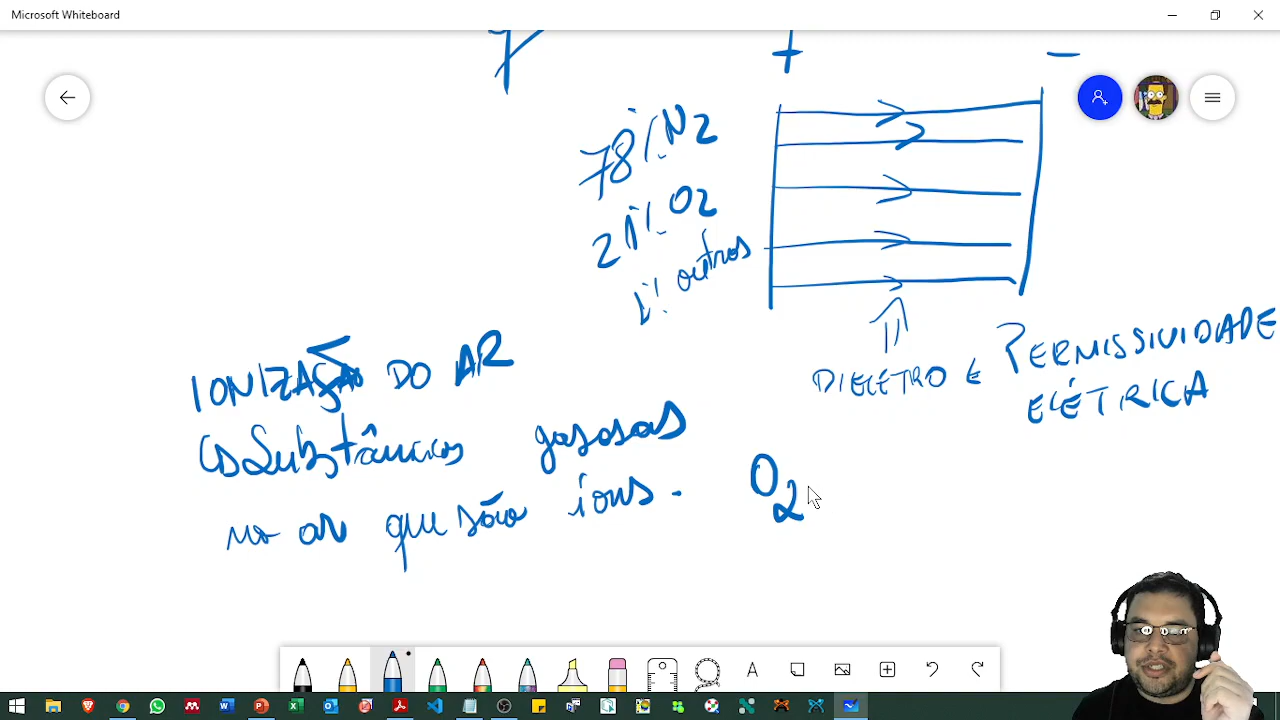 Microsoft Whiteboard
+ -
78% N2
21% O2
1% outros
DIELÉTRO E PERMISSIVIDADE
ELÉTRICA
IONIZAÇÃO DO AR
Substâncias gasosas
no ar que são íons.
O2